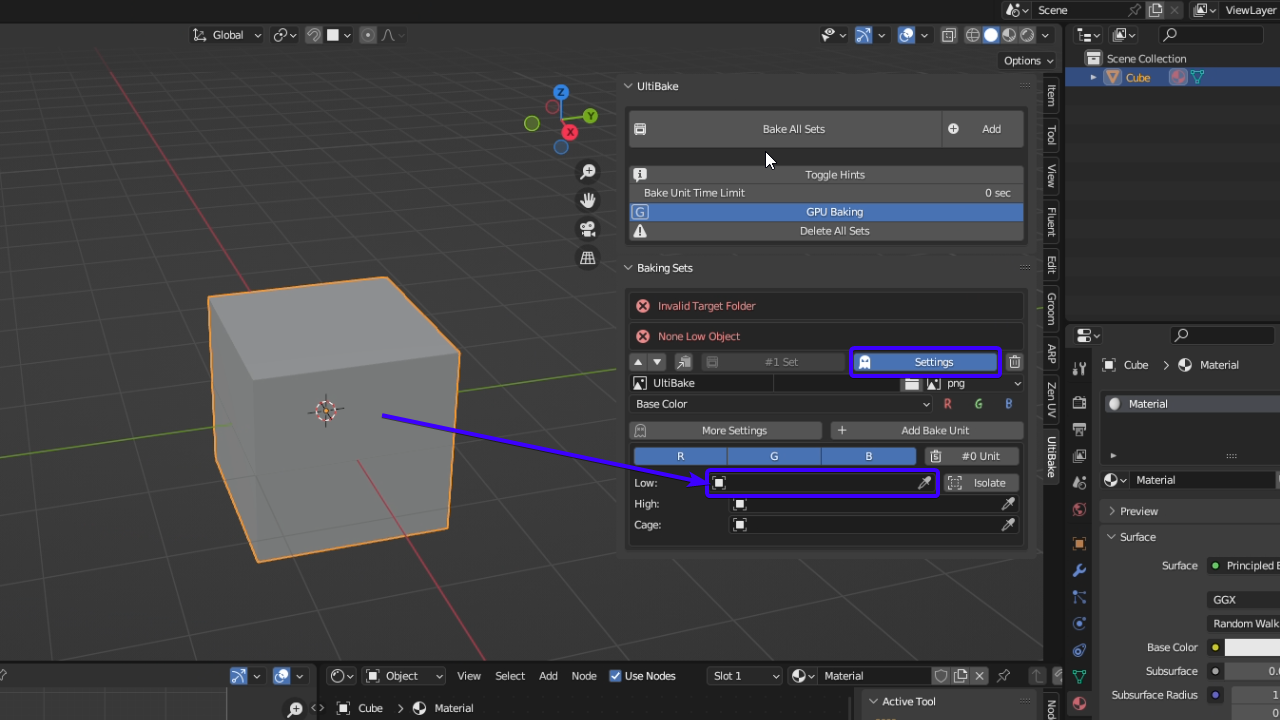 Scene
ViewLayer
Global
Options
Scene Collection
Cube
Z
Y
X
UltiBake
Bake All Sets
Add
Toggle Hints
Bake Unit Time Limit 0 sec
G GPU Baking
Delete All Sets
Baking Sets
Invalid Target Folder
None Low Object
#1 Set
Settings
UltiBake
png
Base Color
R G B
More Settings
Add Bake Unit
R G B
#0 Unit
Low:
Isolate
High:
Cage:
Item
Tool
View
Fluent
Edit
Groom
ARP
Zen UV
UltiBake
Cube
Material
Material
Material
Preview
Surface
Surface
Principled
GGX
Random Walk
Base Color
Subsurface
0.
Subsurface Radius
1
0
Object
View
Select
Add
Node
Use Nodes
Slot 1
Material
Cube
Material
Active Tool